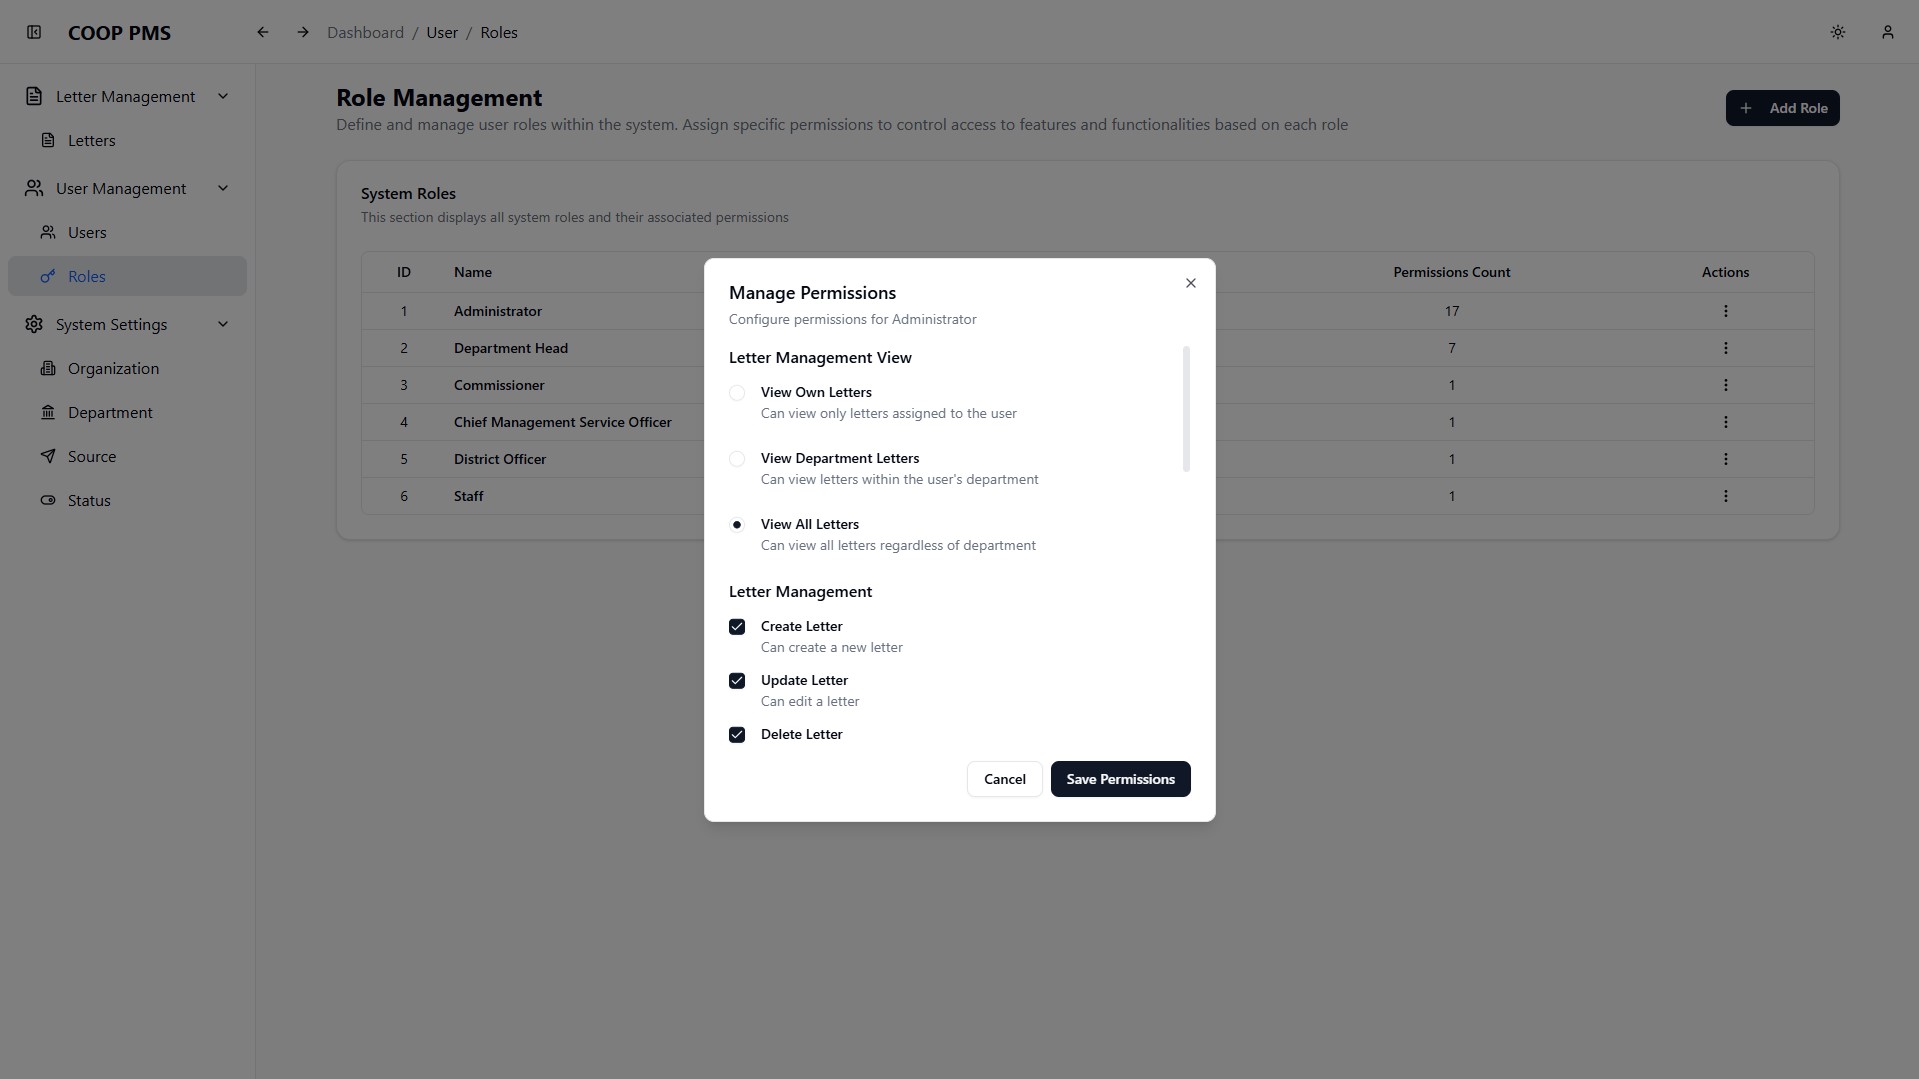 COOP PMS
Dashboard / User / Roles
Letter Management
Letters
User Management
Users
Roles
System Settings
Organization
Department
Source
Status
Role Management
Define and manage user roles within the system. Assign specific permissions to control access to features and functionalities based on each role
Add Role
System Roles
This section displays all system roles and their associated permissions
ID Name Permissions Count Actions
1 Administrator 17
2 Department Head 7
3 Commissioner 1
4 Chief Management Service Officer 1
5 District Officer 1
6 Staff 1
Manage Permissions
Configure permissions for Administrator
Letter Management View
View Own Letters
Can view only letters assigned to the user
View Department Letters
Can view letters within the user's department
View All Letters
Can view all letters regardless of department
Letter Management
Create Letter
Can create a new letter
Update Letter
Can edit a letter
Delete Letter
Cancel
Save Permissions